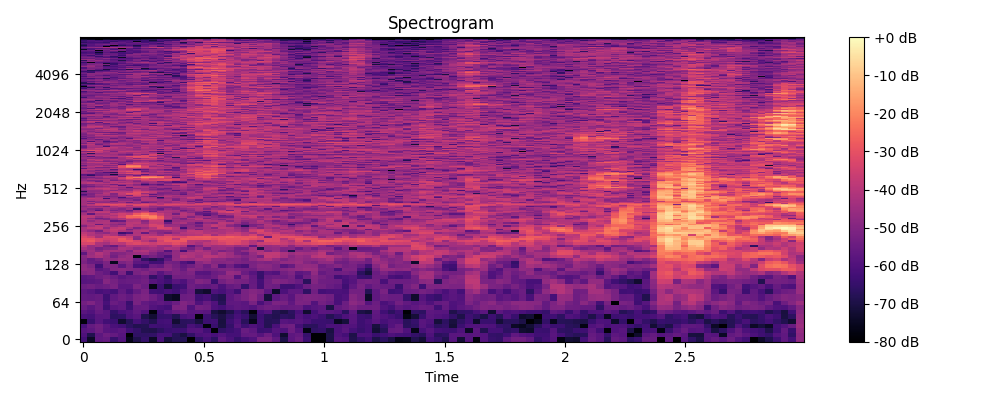 Spectrogram
Hz
4096
2048
1024
512
256
128
64
0
0
0.5
1
1.5
2
2.5
Time
+0 dB
-10 dB
-20 dB
-30 dB
-40 dB
-50 dB
-60 dB
-70 dB
-80 dB